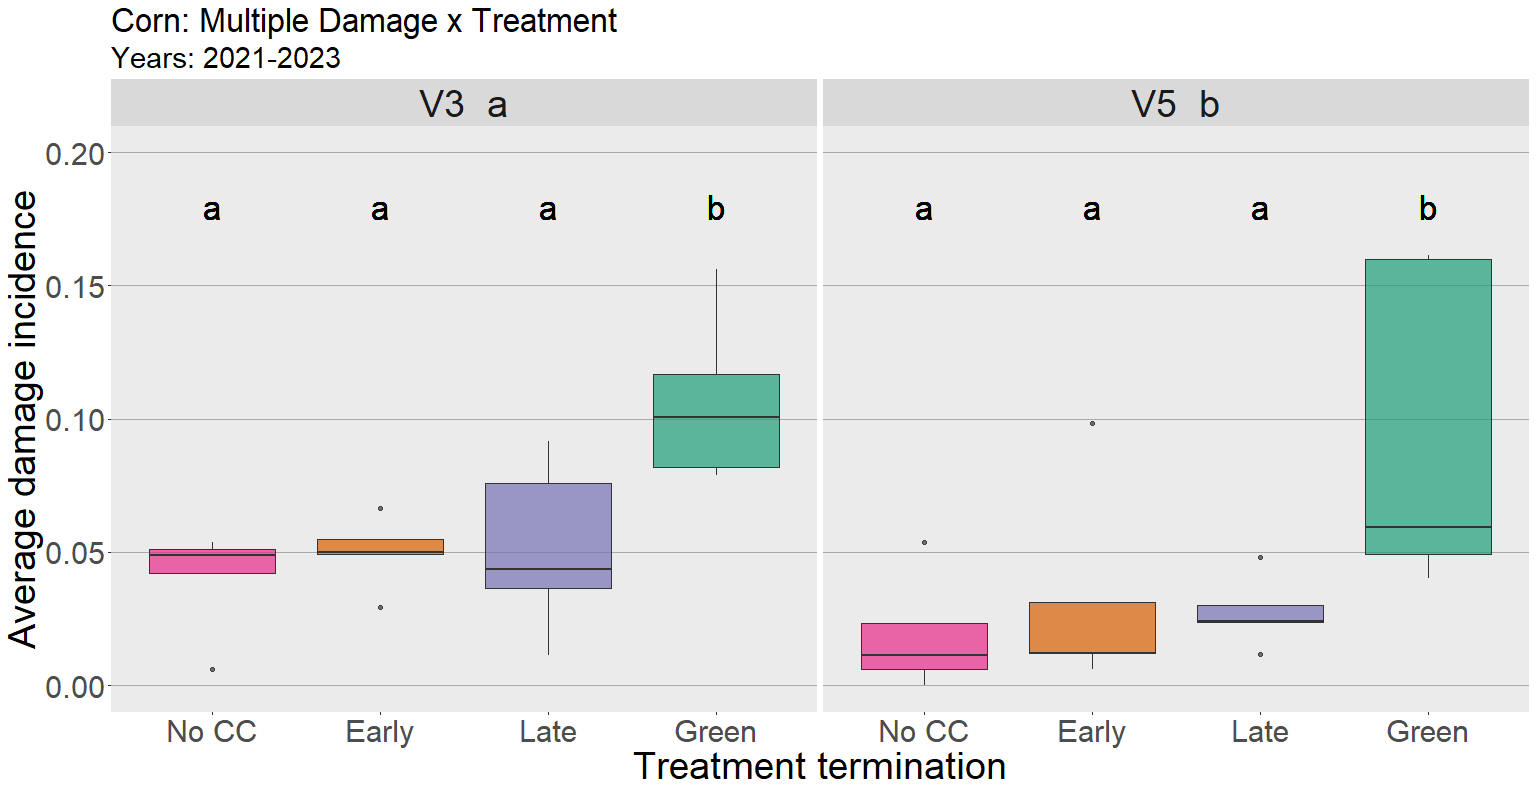 Corn: Multiple Damage x Treatment
Years: 2021-2023
V3 a
V5 b
Average damage incidence
0.20
0.15
0.10
0.05
0.00
a a a b
a a a b
No CC Early Late Green
No CC Early Late Green
Treatment termination